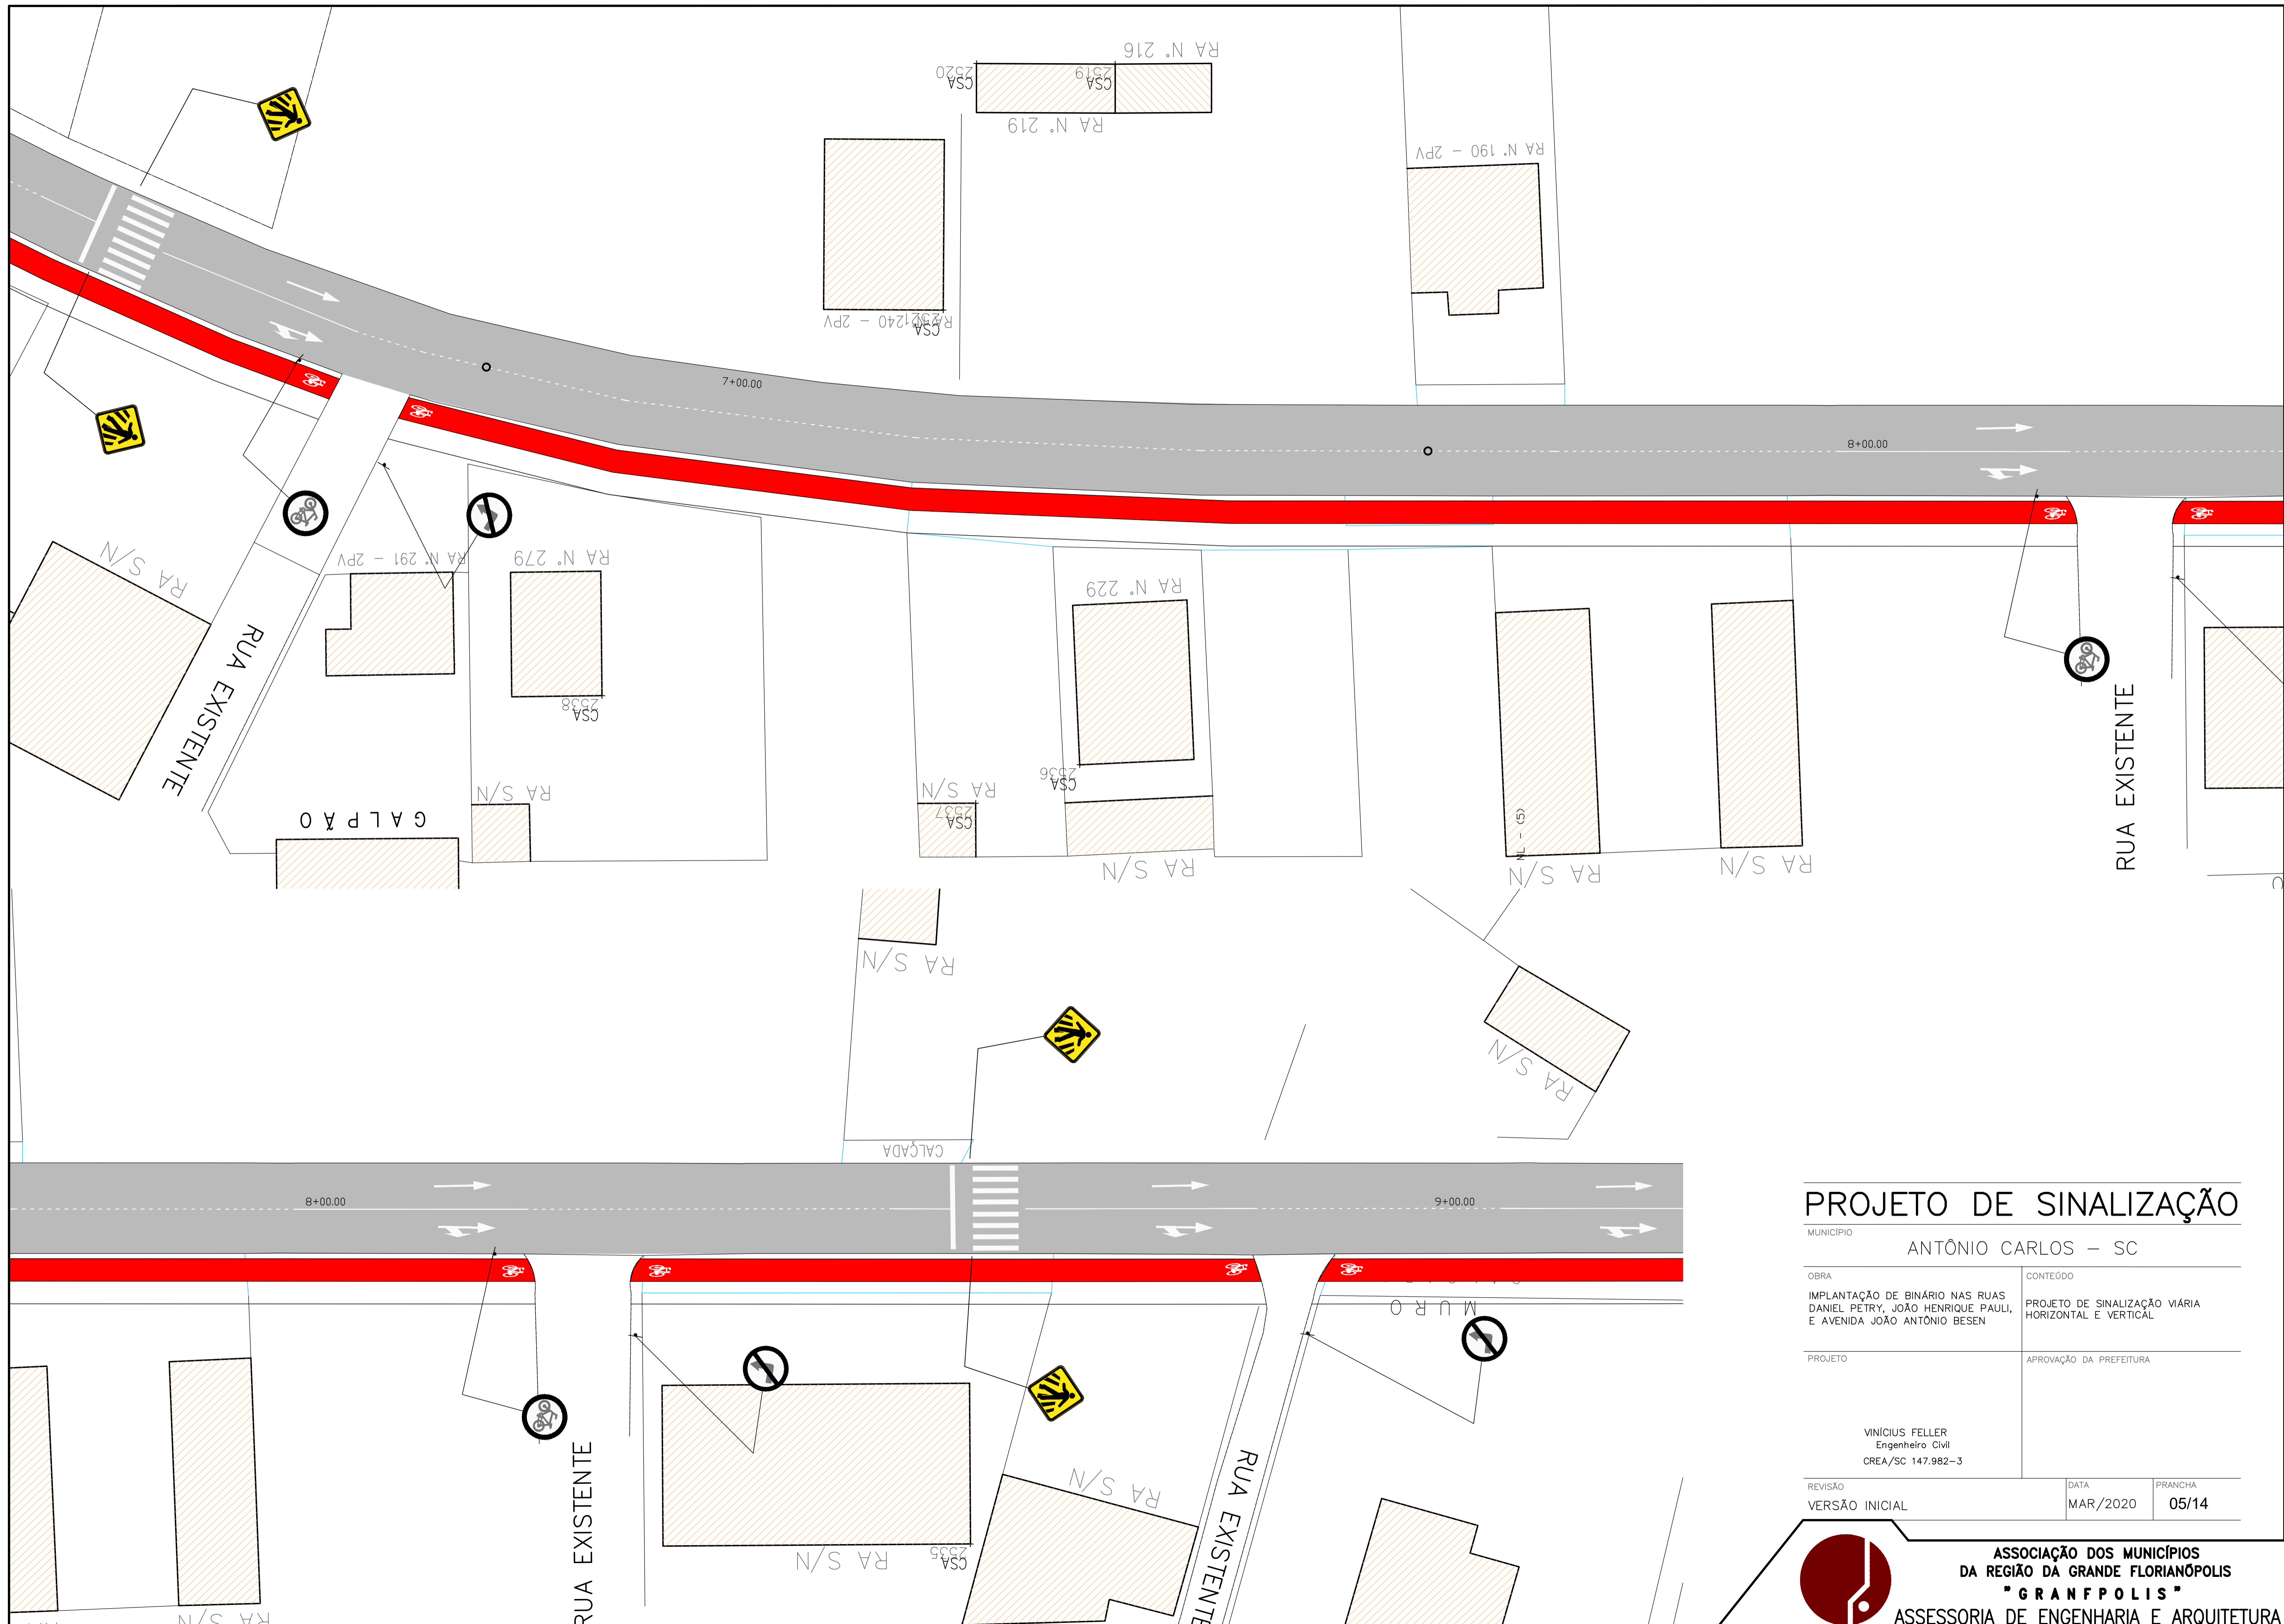 RA N° 216
2520
CSA
2519
CSA
RA N° 219
RA N° 190 - 2PV
CSA
7+00.00
8+00.00
RA S/N
RA N° 291 - 2PV
RA N° 279
RA N° 229
RUA EXISTENTE
2538
CSA
2536
CSA
RA S/N
RA S/N
2537
CSA
GALPÃO
NL - (5)
RA S/N
RA S/N
RA S/N
RUA EXISTENTE
RA S/N
RA S/N
CALÇADA
8+00.00
9+00.00
MURO
RUA EXISTENTE
RA S/N
2535
CSA
RA S/N
RUA EXISTENTE
RA S/N
PROJETO DE SINALIZAÇÃO
MUNICÍPIO
ANTÔNIO CARLOS - SC
OBRA
IMPLANTAÇÃO DE BINÁRIO NAS RUAS
DANIEL PETRY, JOÃO HENRIQUE PAULI,
E AVENIDA JOÃO ANTÔNIO BESEN
CONTEÚDO
PROJETO DE SINALIZAÇÃO VIÁRIA
HORIZONTAL E VERTICAL
PROJETO
APROVAÇÃO DA PREFEITURA
VINÍCIUS FELLER
Engenheiro Civil
CREA/SC 147.982-3
REVISÃO
VERSÃO INICIAL
DATA
MAR/2020
PRANCHA
05/14
ASSOCIAÇÃO DOS MUNICÍPIOS
DA REGIÃO DA GRANDE FLORIANÓPOLIS
"GRANFPOLIS"
ASSESSORIA DE ENGENHARIA E ARQUITETURA